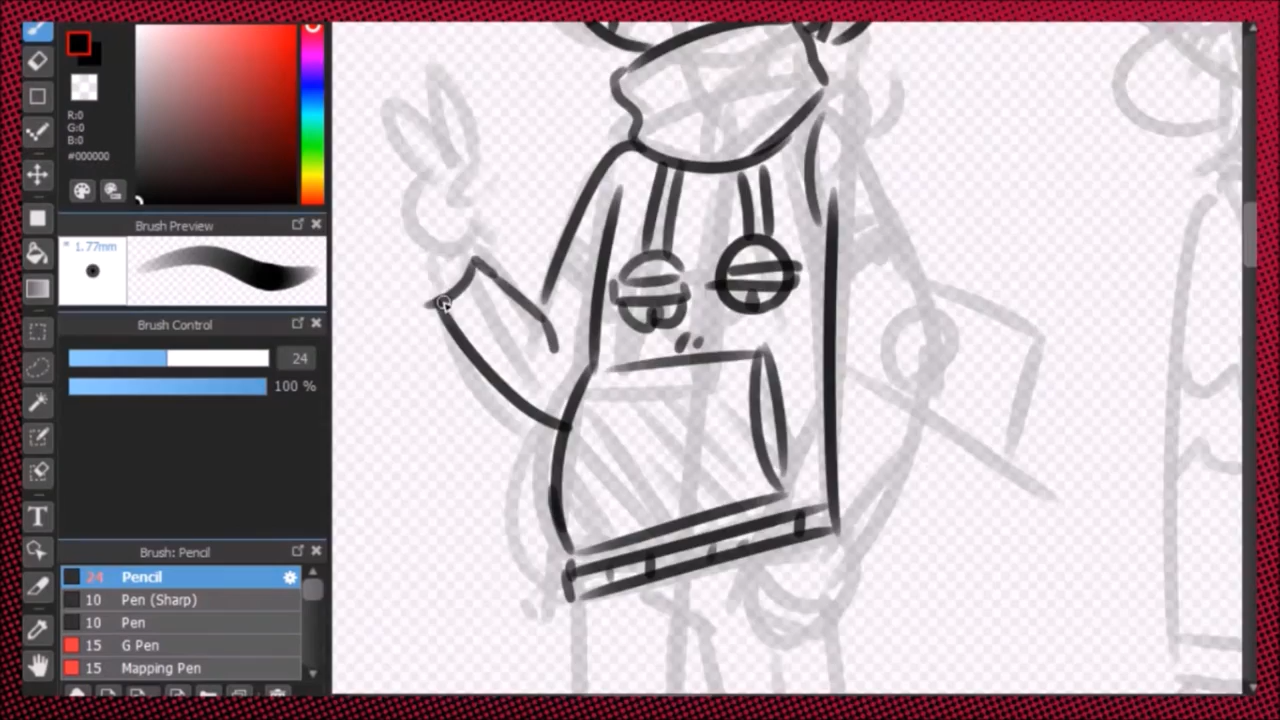 R:0
G:0
B:0
#000000
Brush Preview
* 1.77mm
Brush Control
24
100 %
Brush: Pencil
24 Pencil
10 Pen (Sharp)
10 Pen
15 G Pen
15 Mapping Pen
T